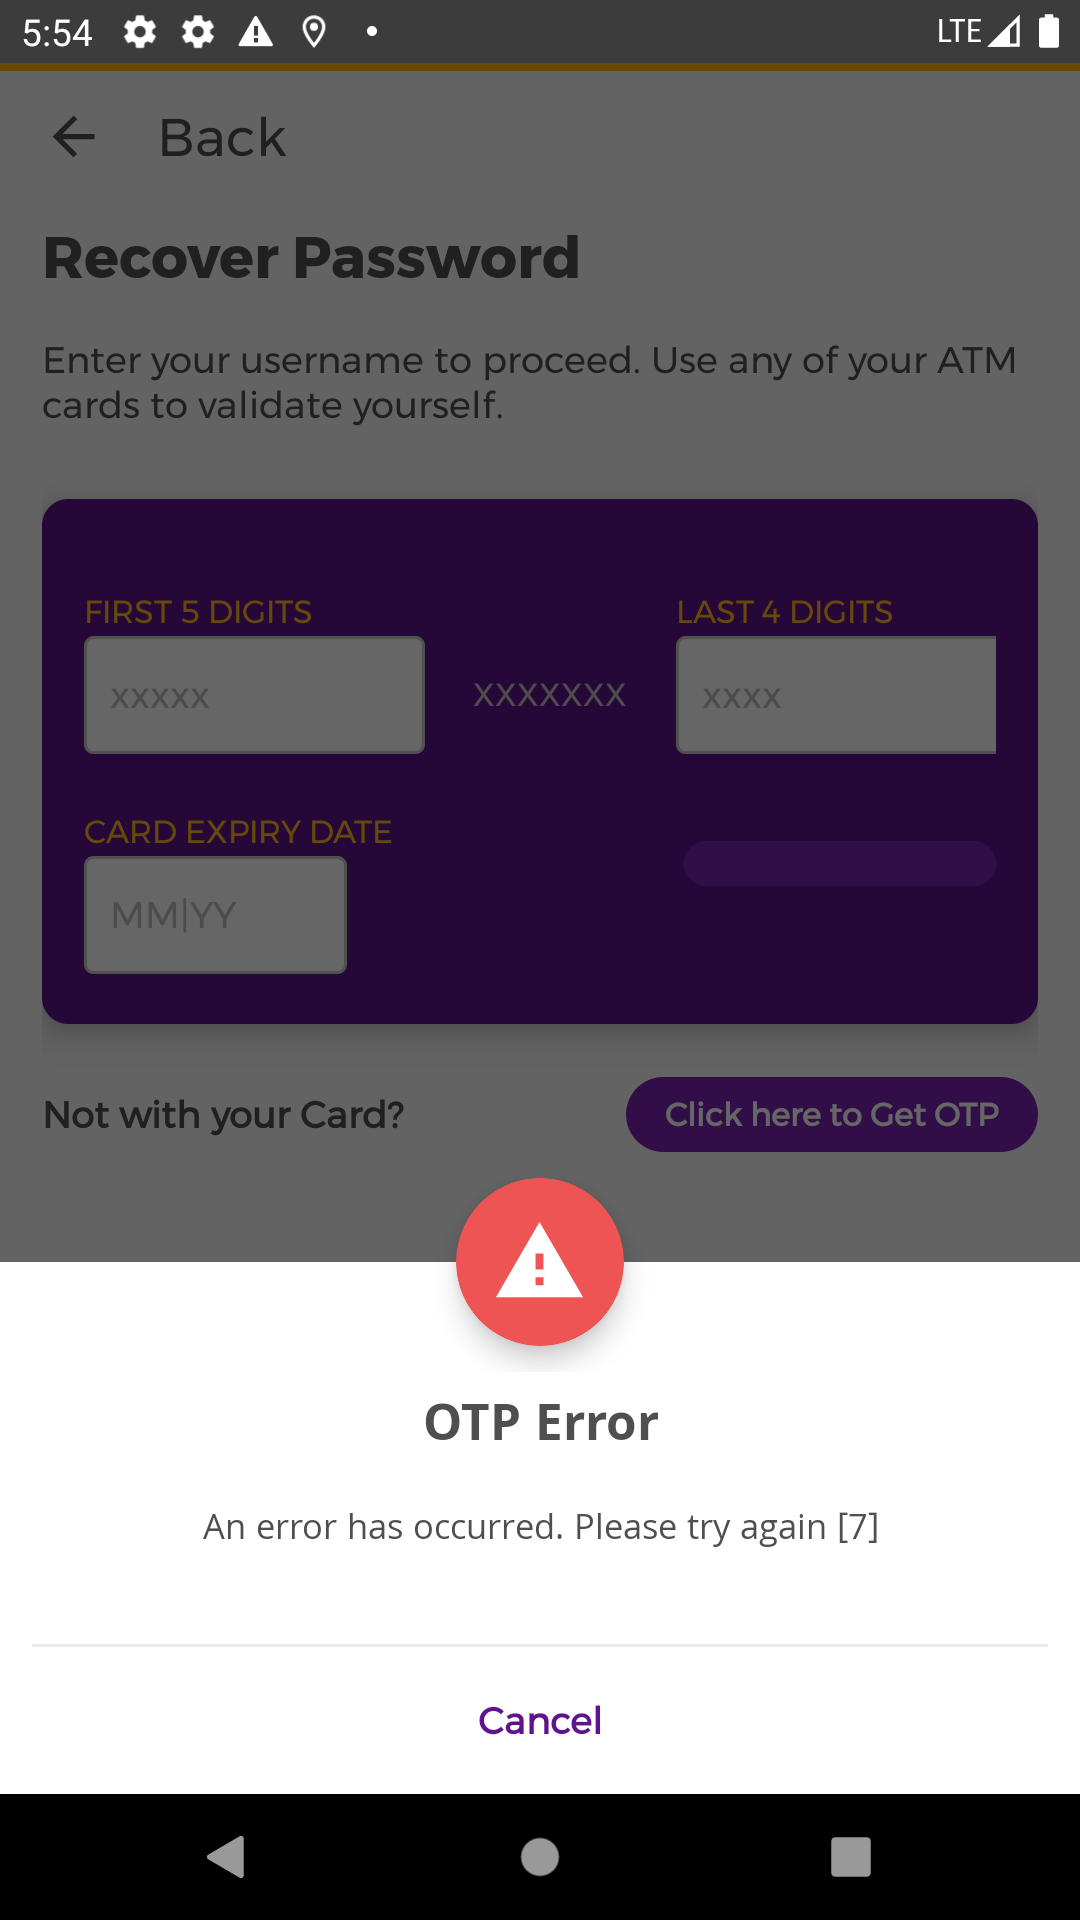 5:54
LTE
Back
Recover Password
Enter your username to proceed. Use any of your ATM
cards to validate yourself.
FIRST 5 DIGITS
LAST 4 DIGITS
xxxxx
XXXXXXX
xxxx
CARD EXPIRY DATE
MM|YY
Not with your Card?
Click here to Get OTP
OTP Error
An error has occurred. Please try again [7]
Cancel